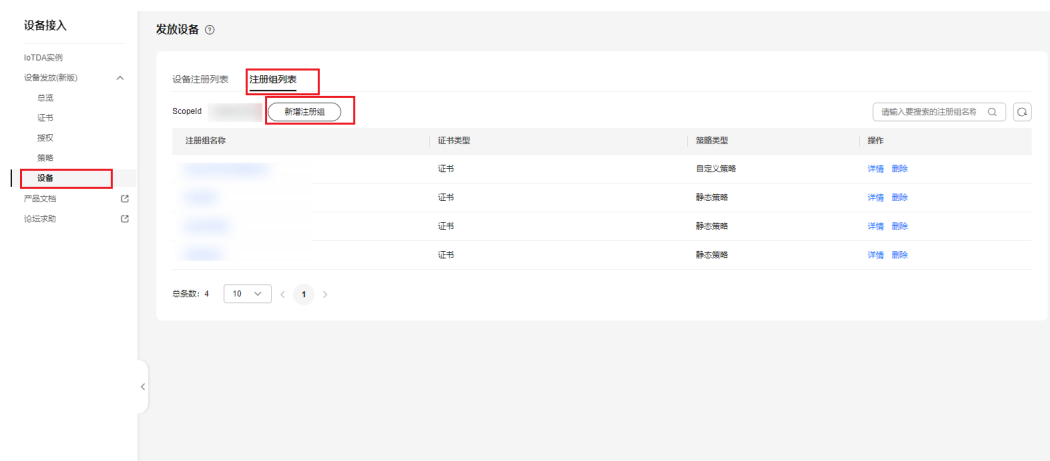 设备接入
IoTDA实例
设备发放(新版)
总览
证书
授权
策略
设备
产品文档
论坛求助
发放设备
设备注册列表 注册组列表
ScopeId 新增注册组 请输入要搜索的注册组名称
注册组名称 证书类型 策略类型 操作
证书 自定义策略 详情 删除
证书 静态策略 详情 删除
证书 静态策略 详情 删除
证书 静态策略 详情 删除
总条数: 4 10 1